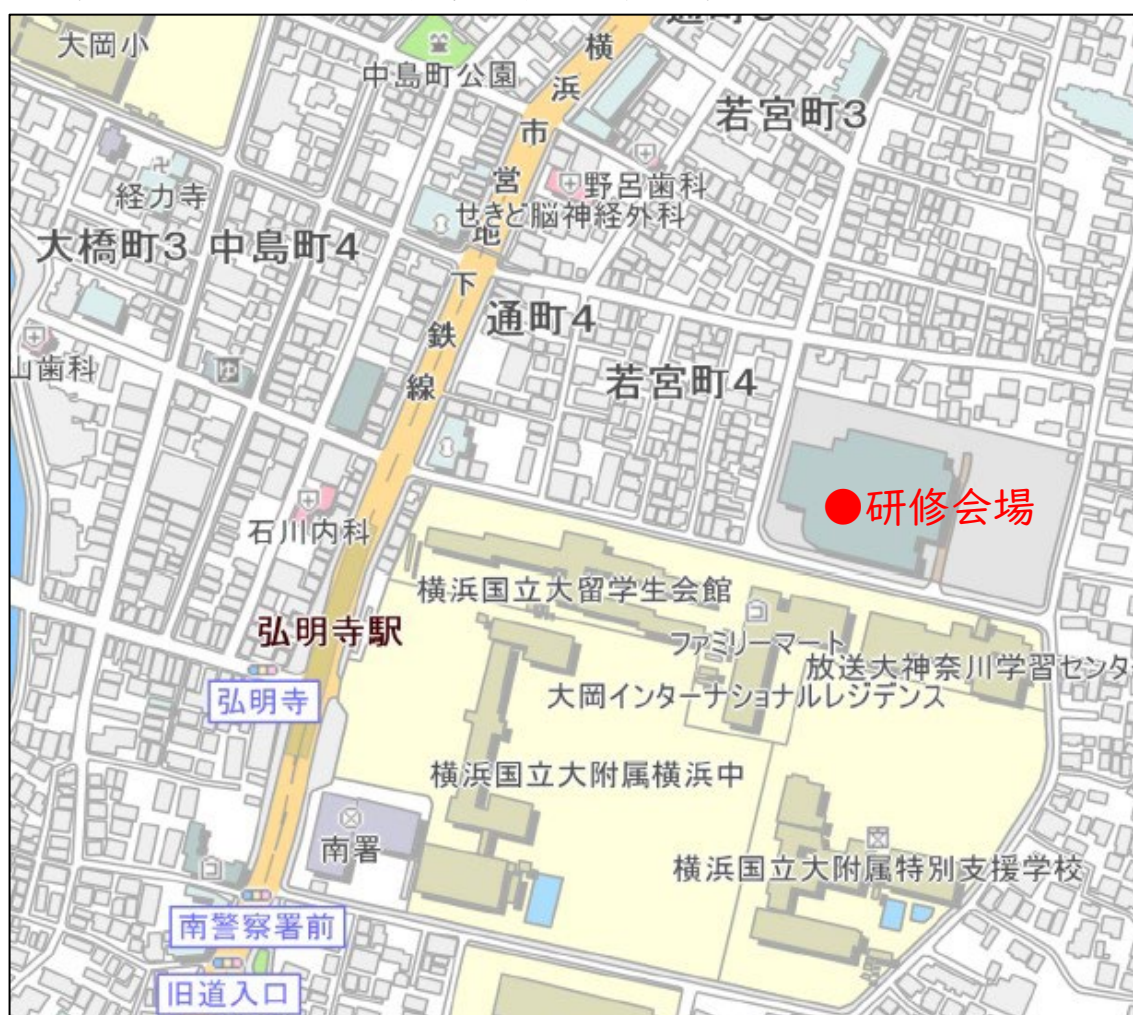 大岡小
中島町公園
横浜市営地下鉄線
若宮町3
経力寺
野呂歯科
せきど脳神経外科
大橋町3
中島町4
通町4
山歯科
若宮町4
●研修会場
石川内科
横浜国立大留学生会館
弘明寺駅
ファミリーマート
放送大神奈川学習センタ
弘明寺
大岡インターナショナルレジデンス
横浜国立大附属横浜中
南署
横浜国立大附属特別支援学校
南警察署前
旧道入口